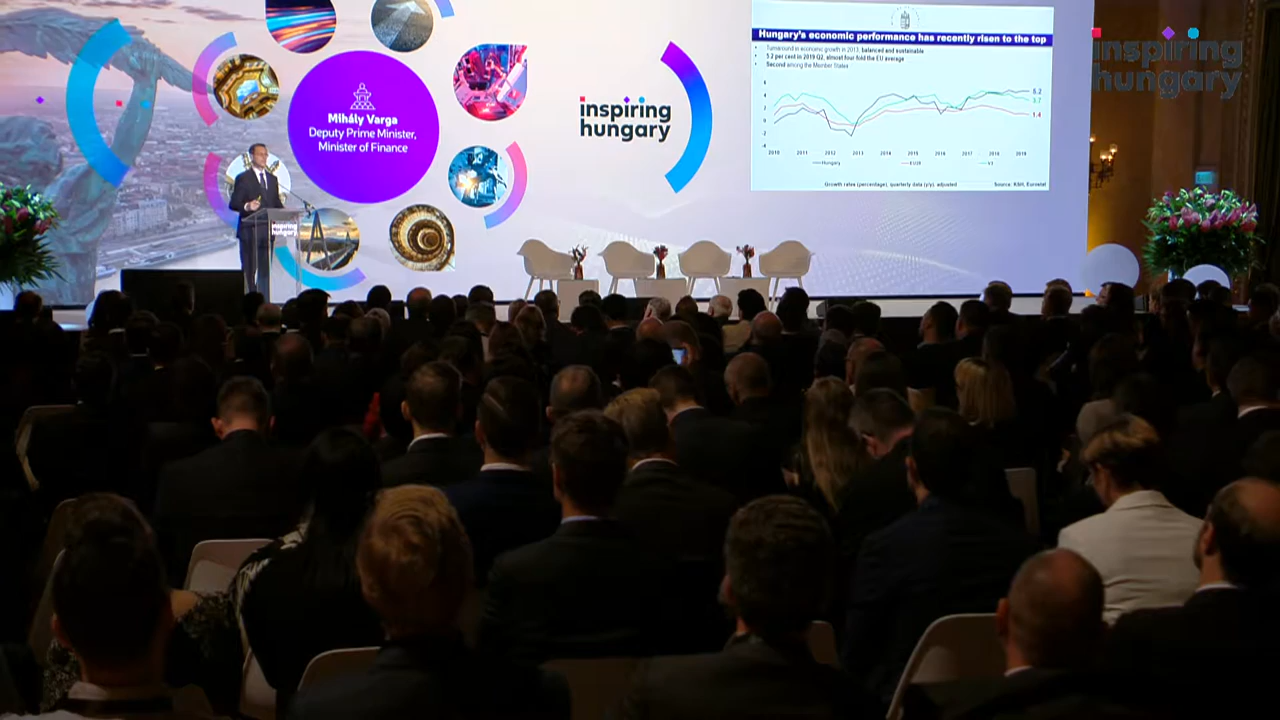 Mihály Varga
Deputy Prime Minister,
Minister of Finance
inspiring
hungary
Hungary's economic performance has recently risen to the top
Turnaround in economic growth in 2013, balanced and sustainable
5.2 per cent in 2019 Q2, almost four fold the EU average
Second among the Member States
5.2
3.7
1.4
2010 2011 2012 2013 2014 2015 2016 2017 2018 2019
Hungary
Growth rates (percentage), quarterly data (y/y), adjusted
Source: KSH, Eurostat
inspiring
hungary